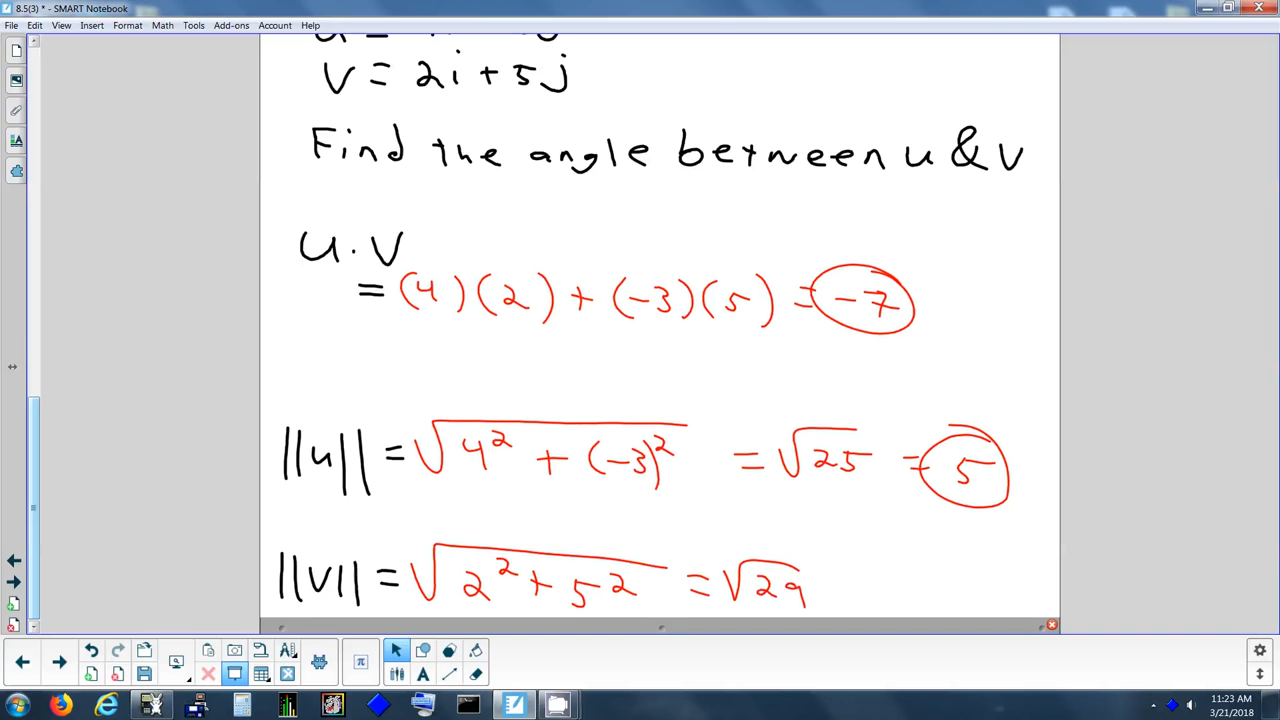 8.5(3) * - SMART Notebook
File Edit View Insert Format Math Tools Add-ons Account Help
v = 2i + 5j
Find the angle between u & v
u · v
= (4)(2) + (-3)(5) = -7
||u|| = √4² + (-3)² = √25 = 5
||v|| = √2² + 5² = √29
11:23 AM
3/21/2018